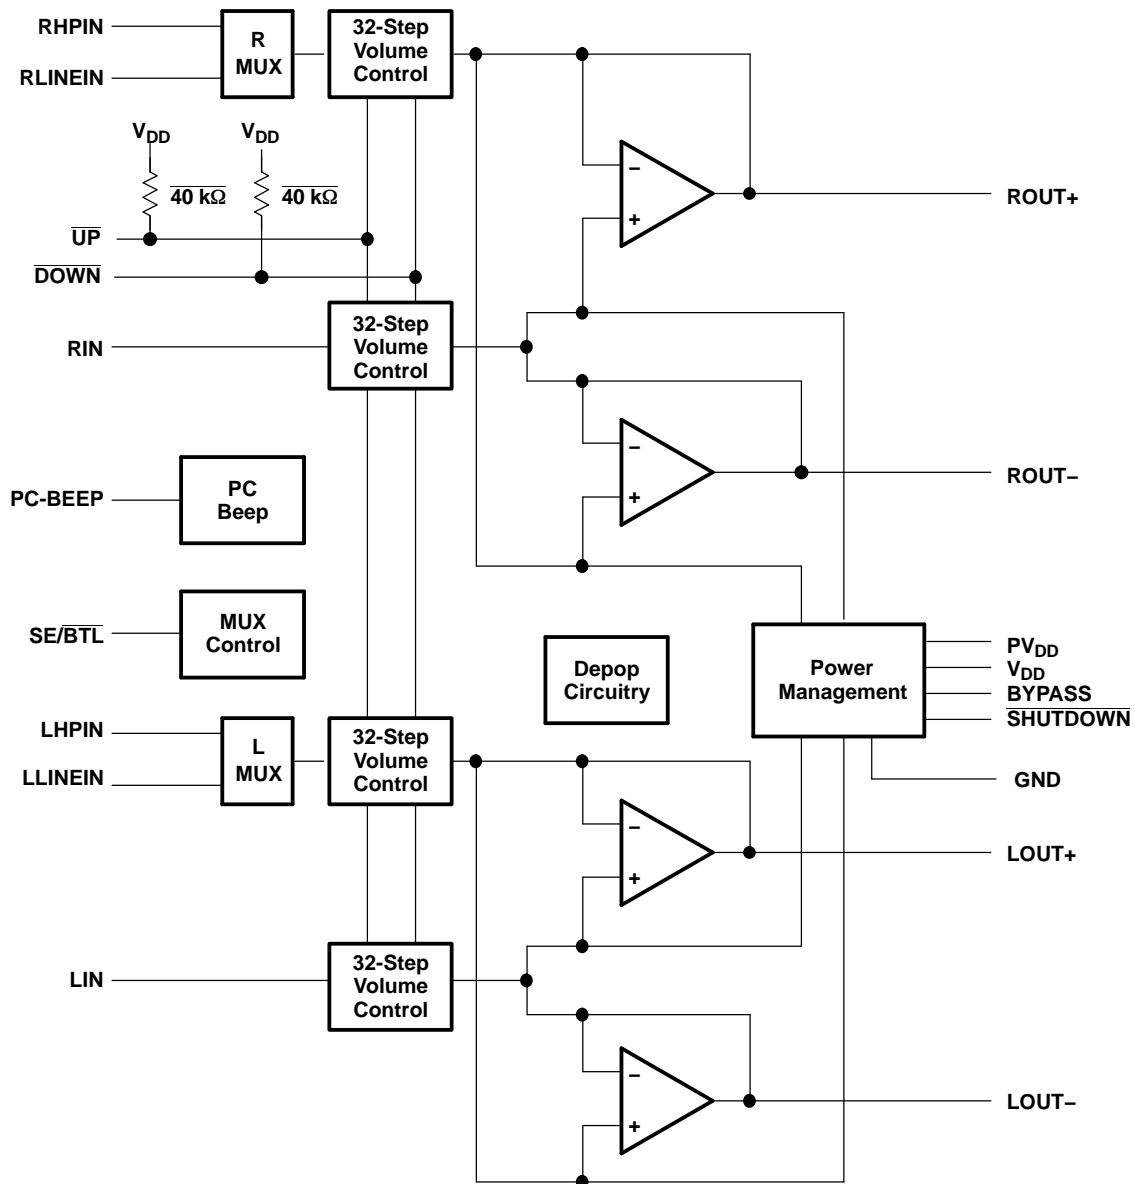 RHPIN
RLINEIN
R
MUX
32-Step
Volume
Control
VDD
VDD
40 kΩ
40 kΩ
UP
DOWN
−
+
ROUT+
RIN
32-Step
Volume
Control
−
+
ROUT−
PC-BEEP
PC
Beep
SE/BTL
MUX
Control
Depop
Circuitry
Power
Management
PVDD
VDD
BYPASS
SHUTDOWN
GND
LHPIN
LLINEIN
L
MUX
32-Step
Volume
Control
−
+
LOUT+
LIN
32-Step
Volume
Control
−
+
LOUT−